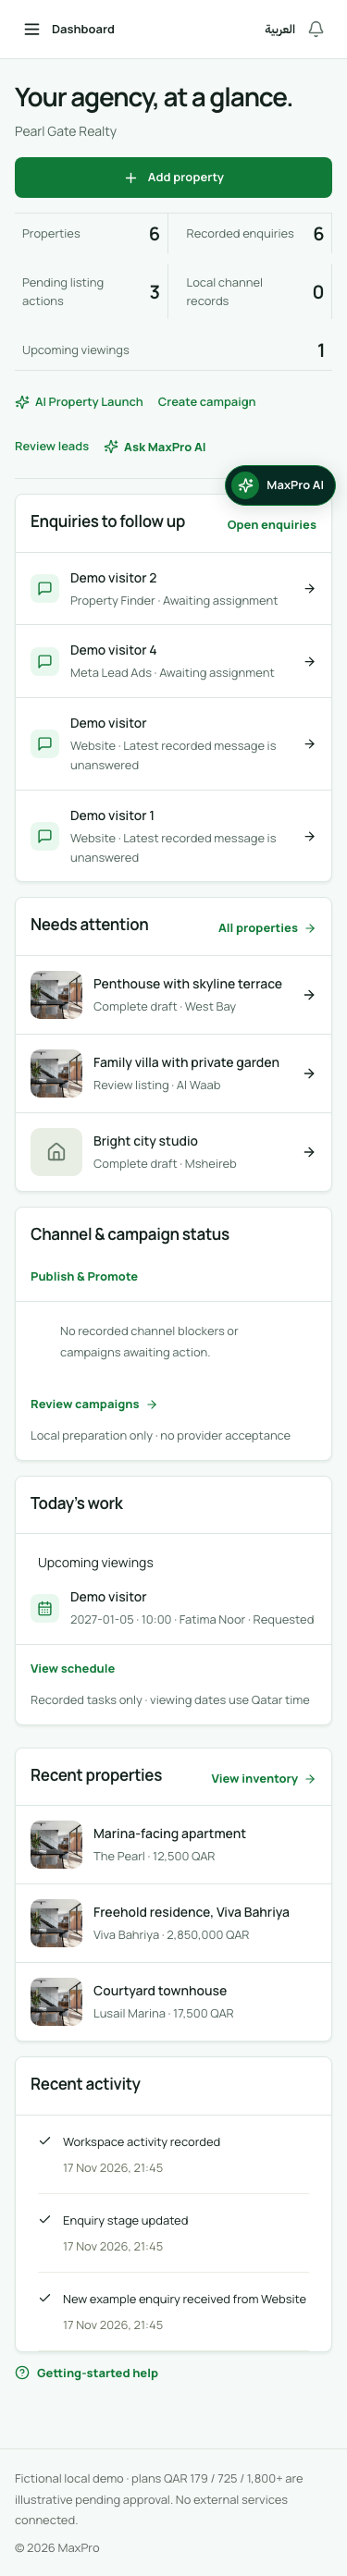 Dashboard
العربية
Your agency, at a glance.
Pearl Gate Realty
Add property
Properties 6
Recorded enquiries 6
Pending listing
actions 3
Local channel
records 0
Upcoming viewings 1
AI Property Launch
Create campaign
Review leads
Ask MaxPro AI
MaxPro AI
Enquiries to follow up
Open enquiries
Demo visitor 2
Property Finder · Awaiting assignment
Demo visitor 4
Meta Lead Ads · Awaiting assignment
Demo visitor
Website · Latest recorded message is
unanswered
Demo visitor 1
Website · Latest recorded message is
unanswered
Needs attention
All properties
Penthouse with skyline terrace
Complete draft · West Bay
Family villa with private garden
Review listing · Al Waab
Bright city studio
Complete draft · Msheireb
Channel & campaign status
Publish & Promote
No recorded channel blockers or
campaigns awaiting action.
Review campaigns
Local preparation only · no provider acceptance
Today's work
Upcoming viewings
Demo visitor
2027-01-05 · 10:00 · Fatima Noor · Requested
View schedule
Recorded tasks only · viewing dates use Qatar time
Recent properties
View inventory
Marina-facing apartment
The Pearl · 12,500 QAR
Freehold residence, Viva Bahriya
Viva Bahriya · 2,850,000 QAR
Courtyard townhouse
Lusail Marina · 17,500 QAR
Recent activity
Workspace activity recorded
17 Nov 2026, 21:45
Enquiry stage updated
17 Nov 2026, 21:45
New example enquiry received from Website
17 Nov 2026, 21:45
Getting-started help
Fictional local demo · plans QAR 179 / 725 / 1,800+ are
illustrative pending approval. No external services
connected.
© 2026 MaxPro